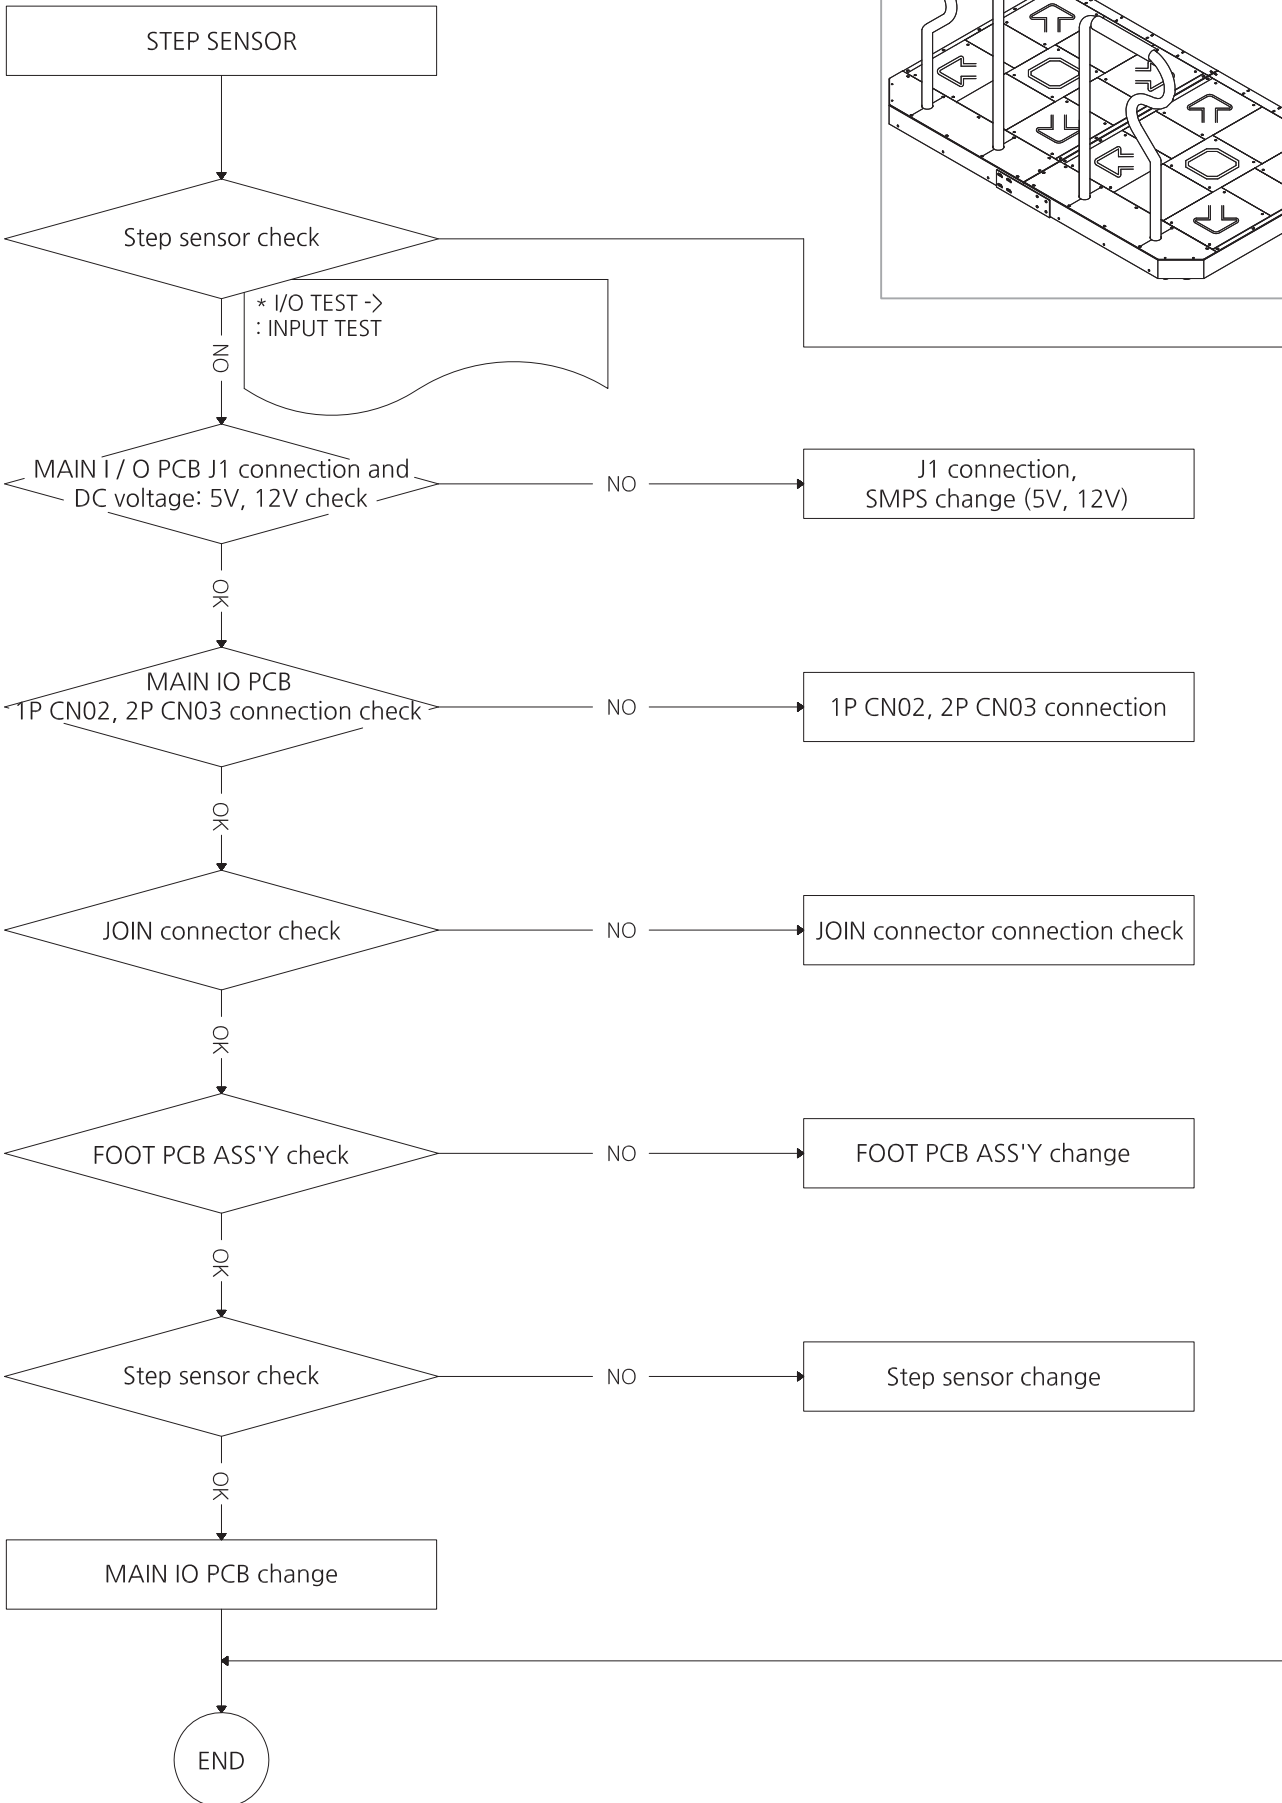 STEP SENSOR
Step sensor check
* I/O TEST ->
: INPUT TEST
NO
MAIN I / O PCB J1 connection and
DC voltage: 5V, 12V check
NO
J1 connection,
SMPS change (5V, 12V)
OK
MAIN IO PCB
1P CN02, 2P CN03 connection check
NO
1P CN02, 2P CN03 connection
OK
JOIN connector check
NO
JOIN connector connection check
OK
FOOT PCB ASS'Y check
NO
FOOT PCB ASS'Y change
OK
Step sensor check
NO
Step sensor change
OK
MAIN IO PCB change
END